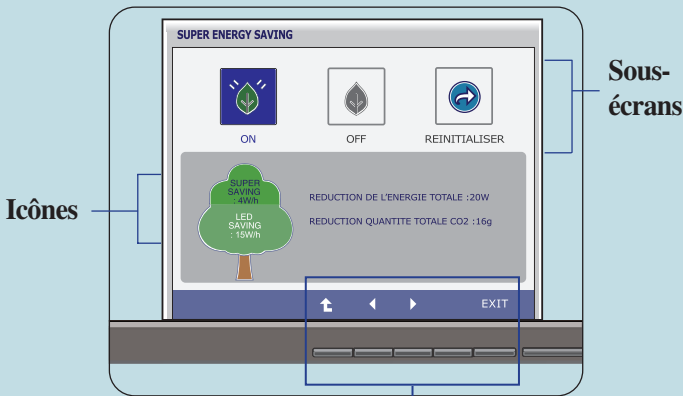 SUPER ENERGY SAVING
Sous-
écrans
ON
OFF
REINITIALISER
Icônes
SUPER
SAVING
: 4W/h
LED
SAVING
: 15W/h
REDUCTION DE L'ENERGIE TOTALE :20W
REDUCTION QUANTITE TOTALE CO2 :16g
EXIT